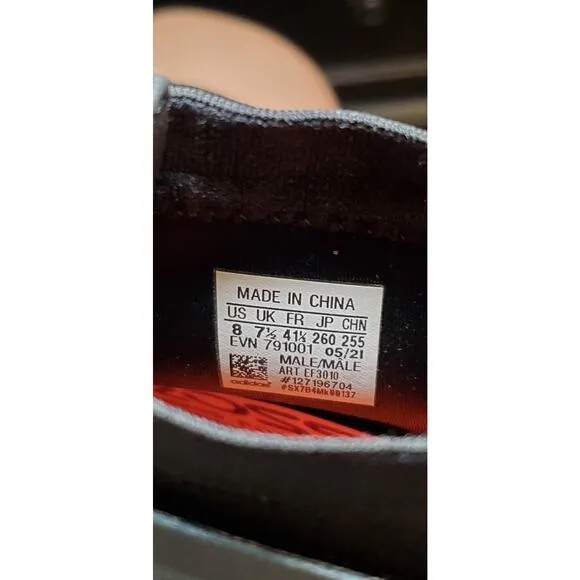 MADE IN CHINA
US UK FR JP CHN
8 7½ 41⅓ 260 255
EVN 791001 05/21
MALE/MÂLE
ART EF3010
adidas #127196704